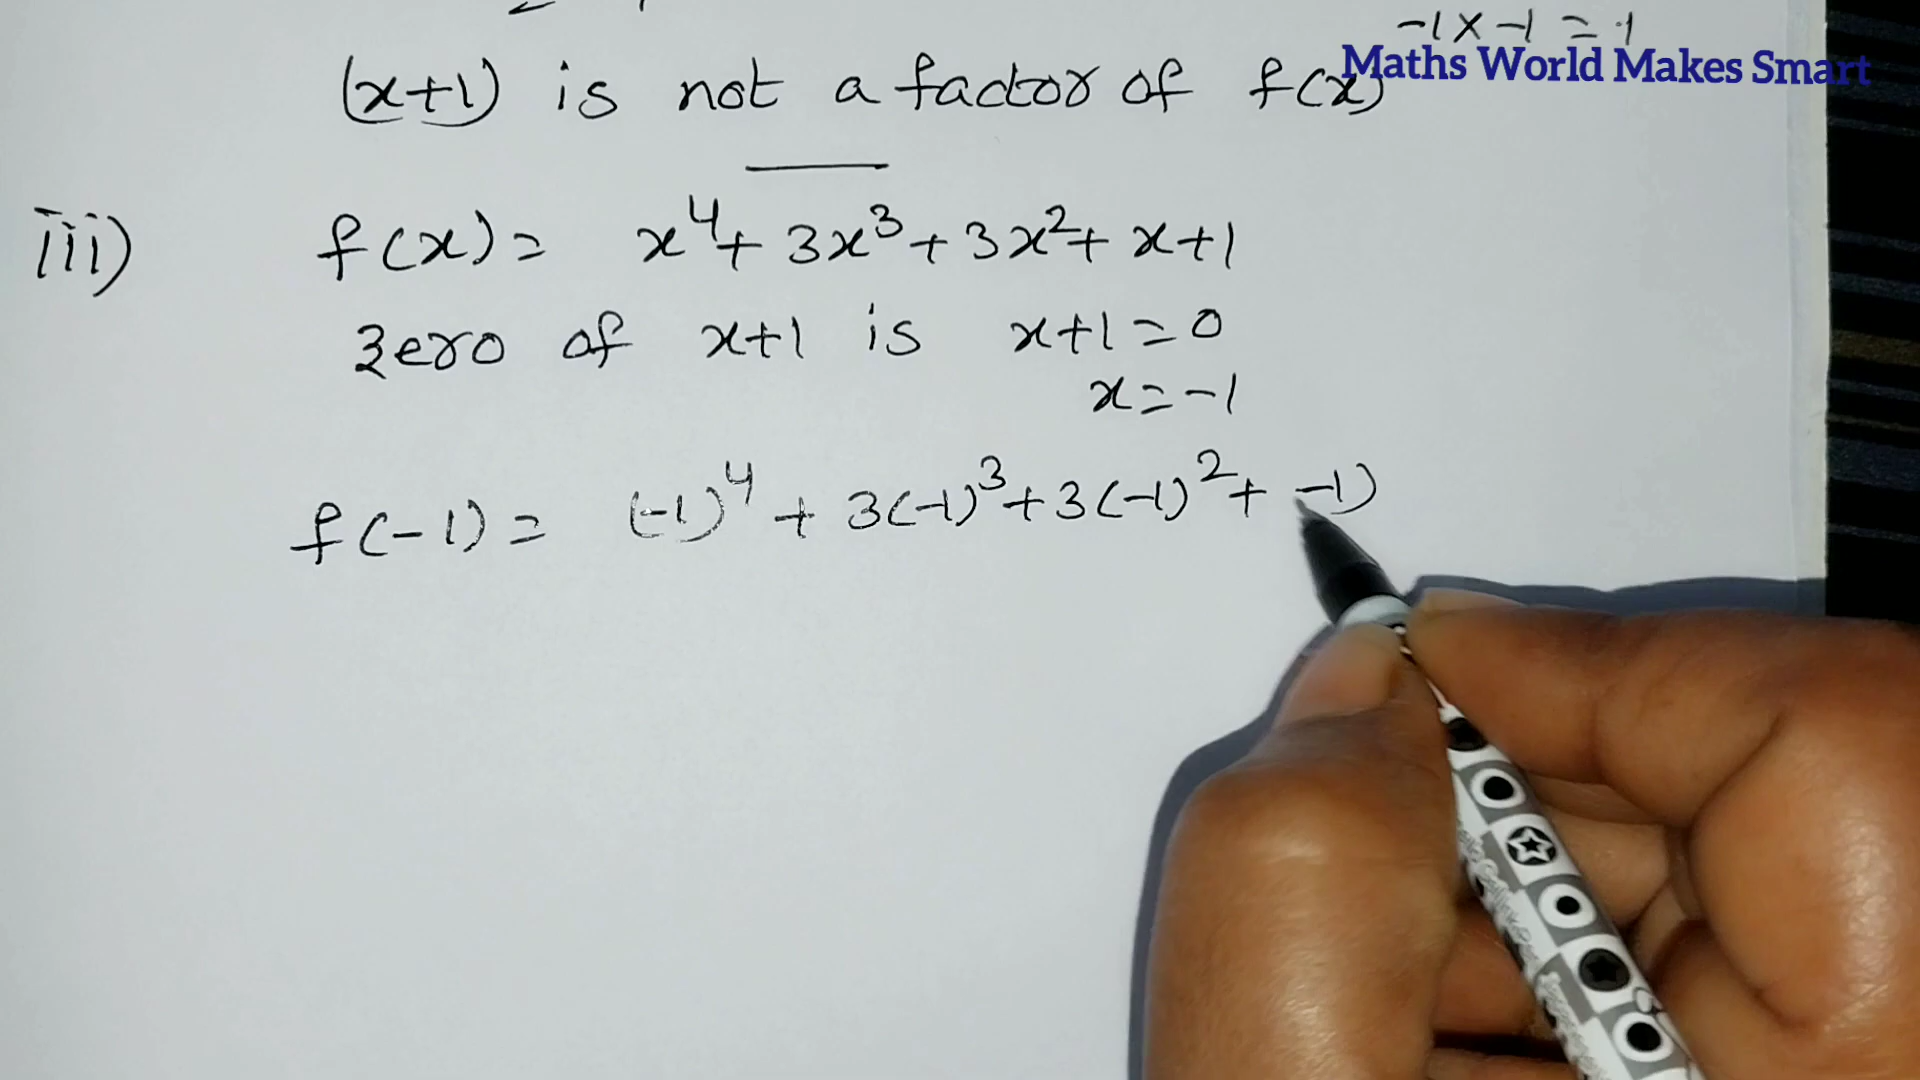 -1 x -1 = 1
Maths World Makes Smart
(x+1) is not a factor of f(x)
iii) f(x) = x⁴ + 3x³ + 3x² + x + 1
zero of x+1 is x+1 = 0
x = -1
f(-1) = (-1)⁴ + 3(-1)³ + 3(-1)² + -1)